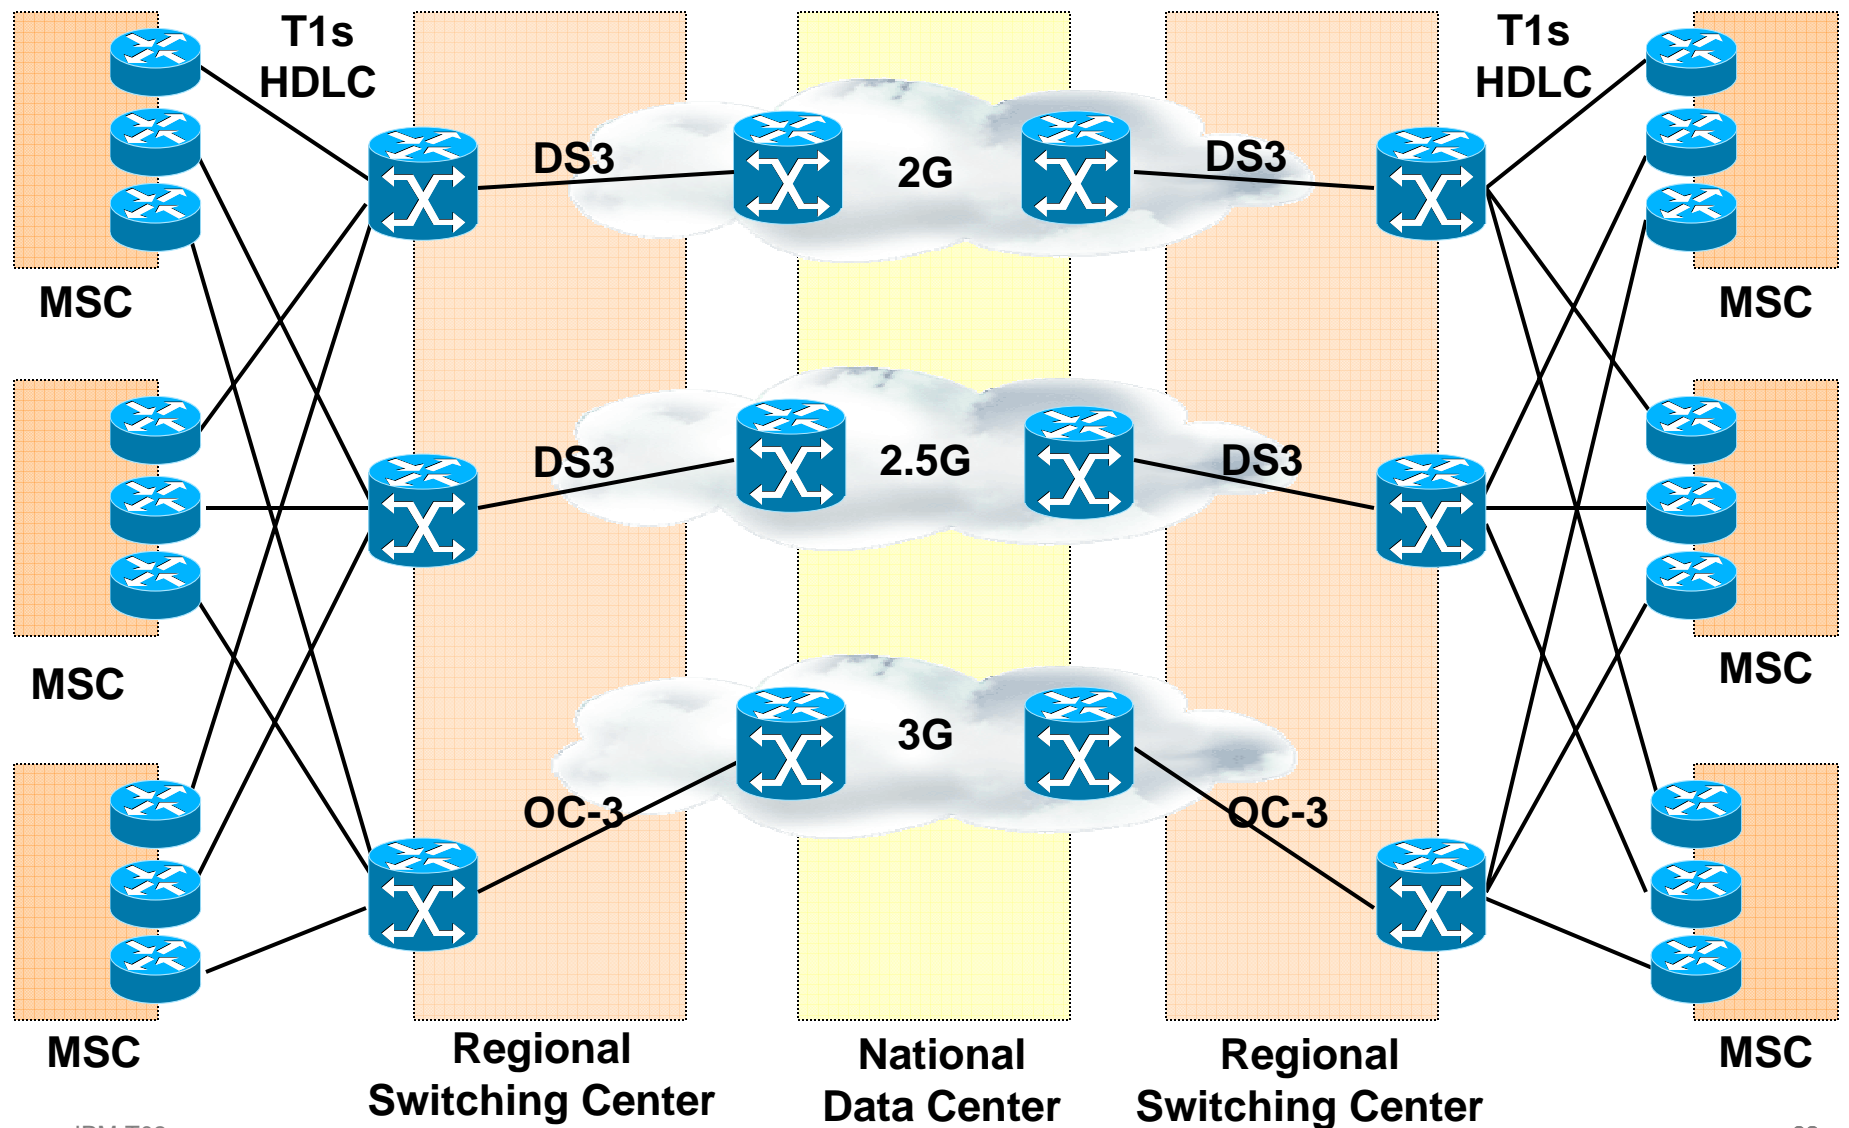 T1s
HDLC
T1s
HDLC
DS3
2G
DS3
MSC
MSC
DS3
2.5G
DS3
MSC
MSC
3G
OC-3
OC-3
MSC
Regional
Switching Center
National
Data Center
Regional
Switching Center
MSC